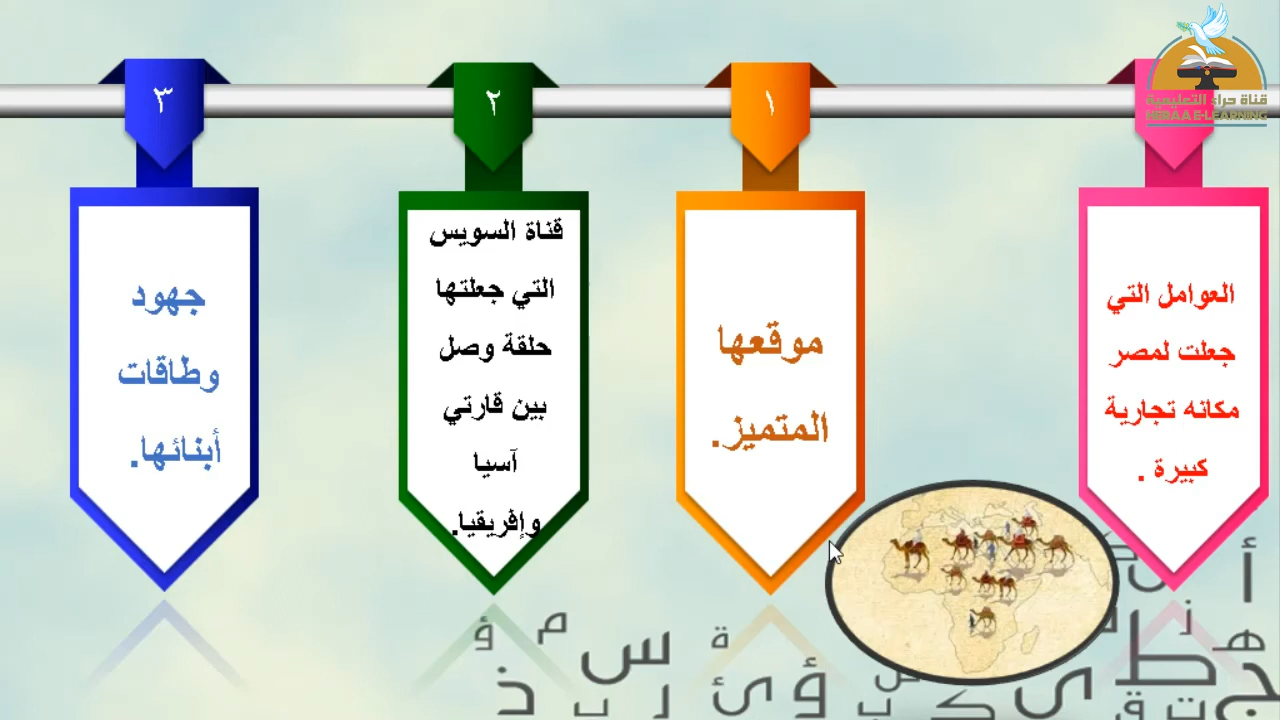 قناة حراء التعليمية
HIRAA E-LEARNING
العوامل التي
جعلت لمصر
مكانه تجارية
كبيرة .
١
موقعها
المتميز.
٢
قناة السويس
التي جعلتها
حلقة وصل
بين قارتي
آسيا
وإفريقيا.
٣
جهود
وطاقات
أبنائها.